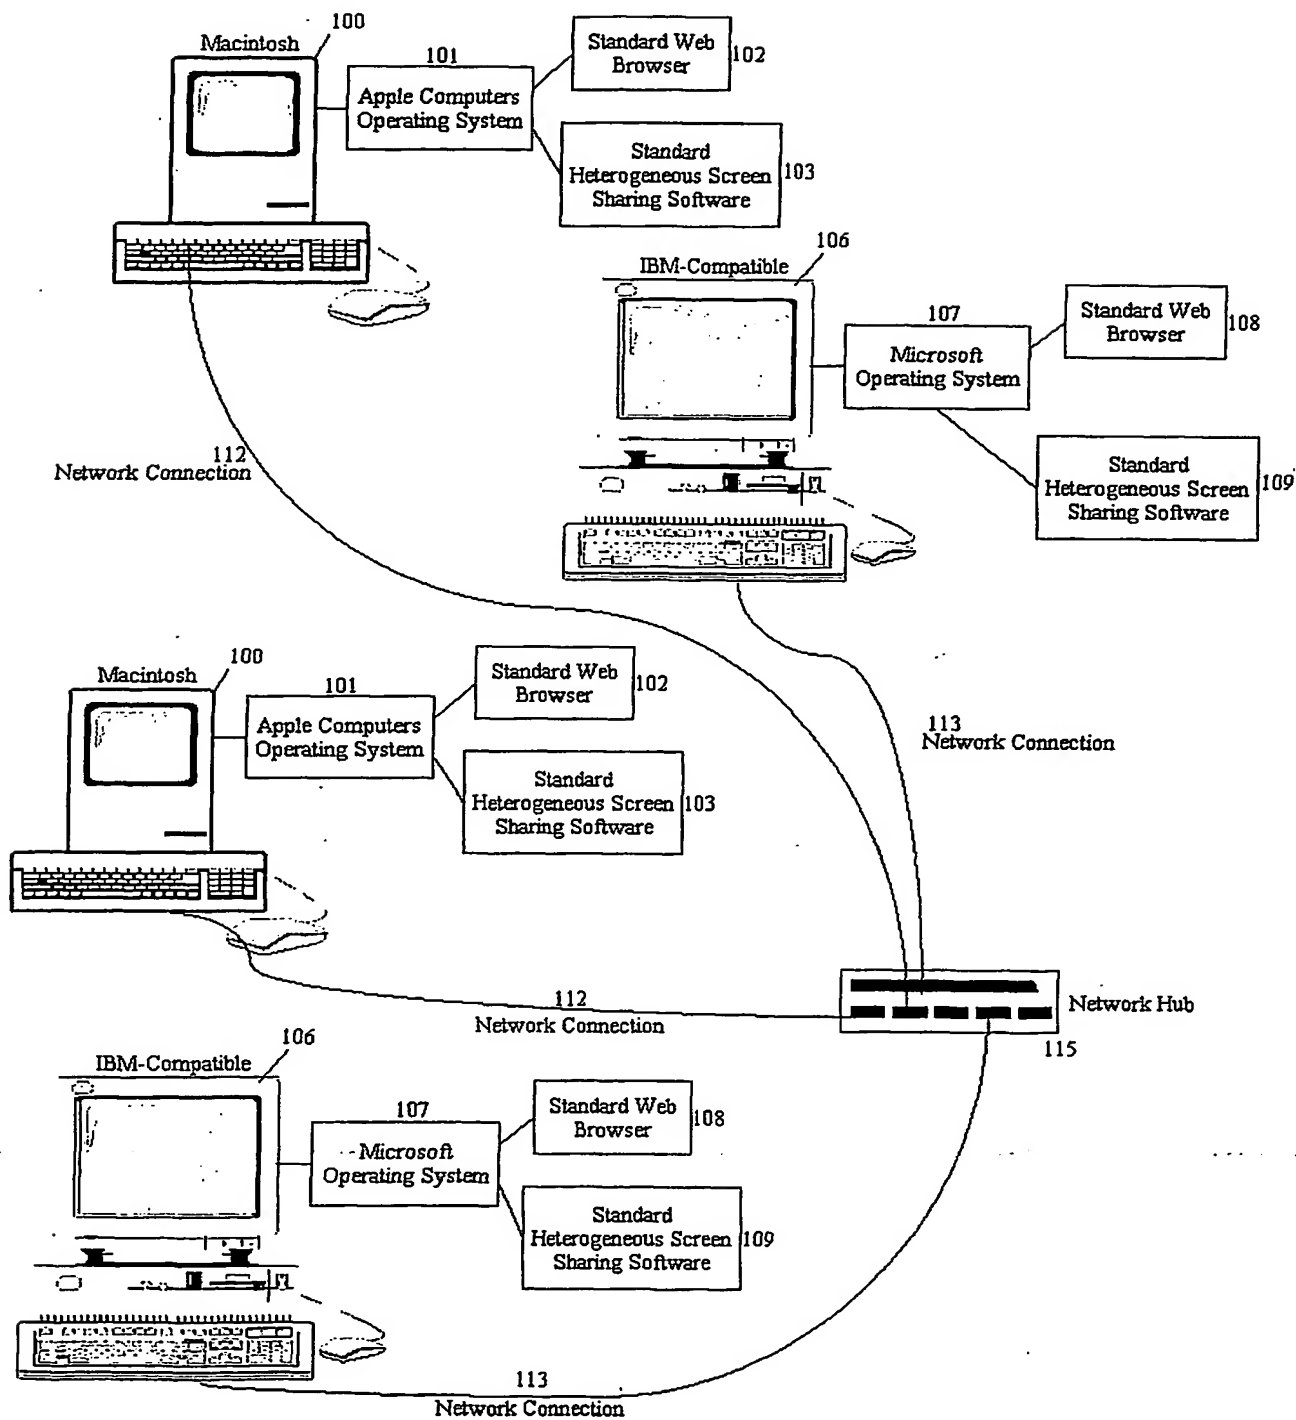 100
Macintosh
101
Apple Computers
Operating System
Standard Web
Browser
102
Standard
Heterogeneous Screen
Sharing Software
103
106
IBM-Compatible
107
Microsoft
Operating System
Standard Web
Browser
108
Standard
Heterogeneous Screen
Sharing Software
109
112
Network Connection
100
Macintosh
101
Apple Computers
Operating System
Standard Web
Browser
102
Standard
Heterogeneous Screen
Sharing Software
103
113
Network Connection
112
Network Connection
Network Hub
115
106
IBM-Compatible
107
Microsoft
Operating System
Standard Web
Browser
108
Standard
Heterogeneous Screen
Sharing Software
109
113
Network Connection